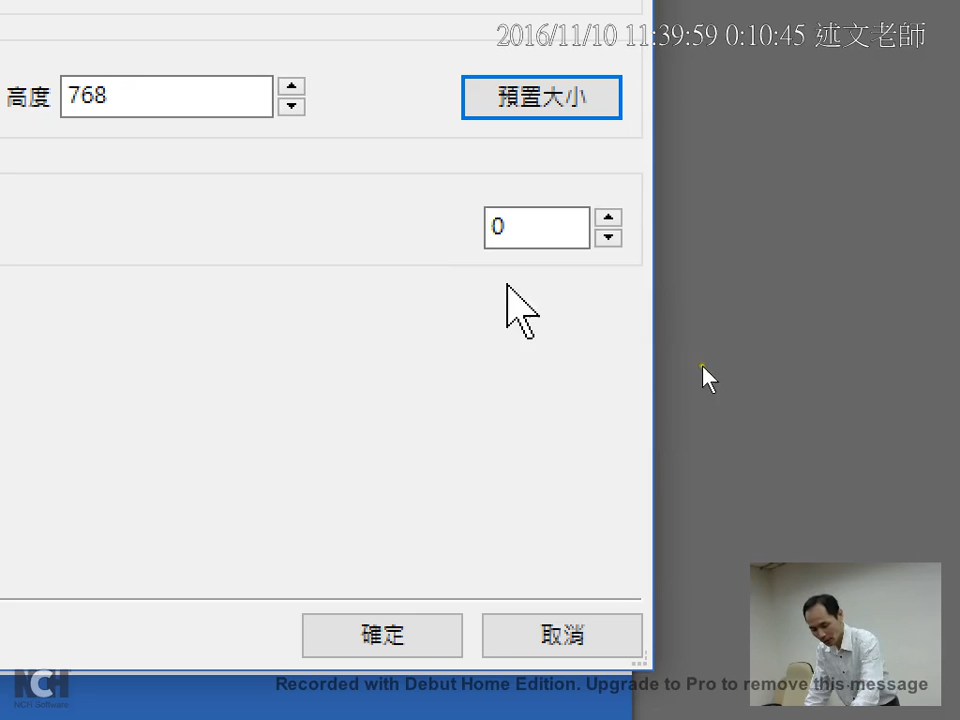 2016/11/10 11:39:59 0:10:45 述文老師
高度 768 預置大小
0
確定 取消
NCH
NCH Software
Recorded with Debut Home Edition. Upgrade to Pro to remove this message